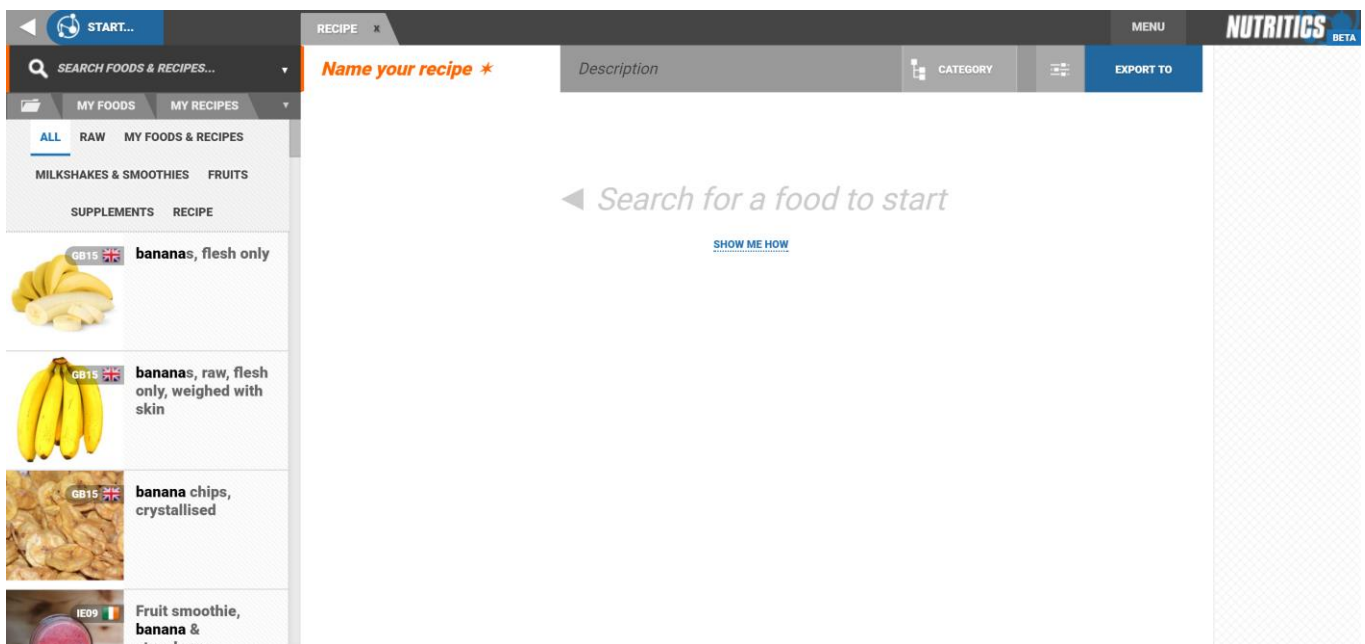 START...
RECIPE x
MENU
NUTRITICS
BETA
SEARCH FOODS & RECIPES...
Name your recipe *
Description
CATEGORY
EXPORT TO
MY FOODS MY RECIPES
ALL RAW MY FOODS & RECIPES
MILKSHAKES & SMOOTHIES FRUITS
SUPPLEMENTS RECIPE
Search for a food to start
SHOW ME HOW
GB15
bananas, flesh only
GB15
bananas, raw, flesh
only, weighed with
skin
GB15
banana chips,
crystallised
IE09
Fruit smoothie,
banana &